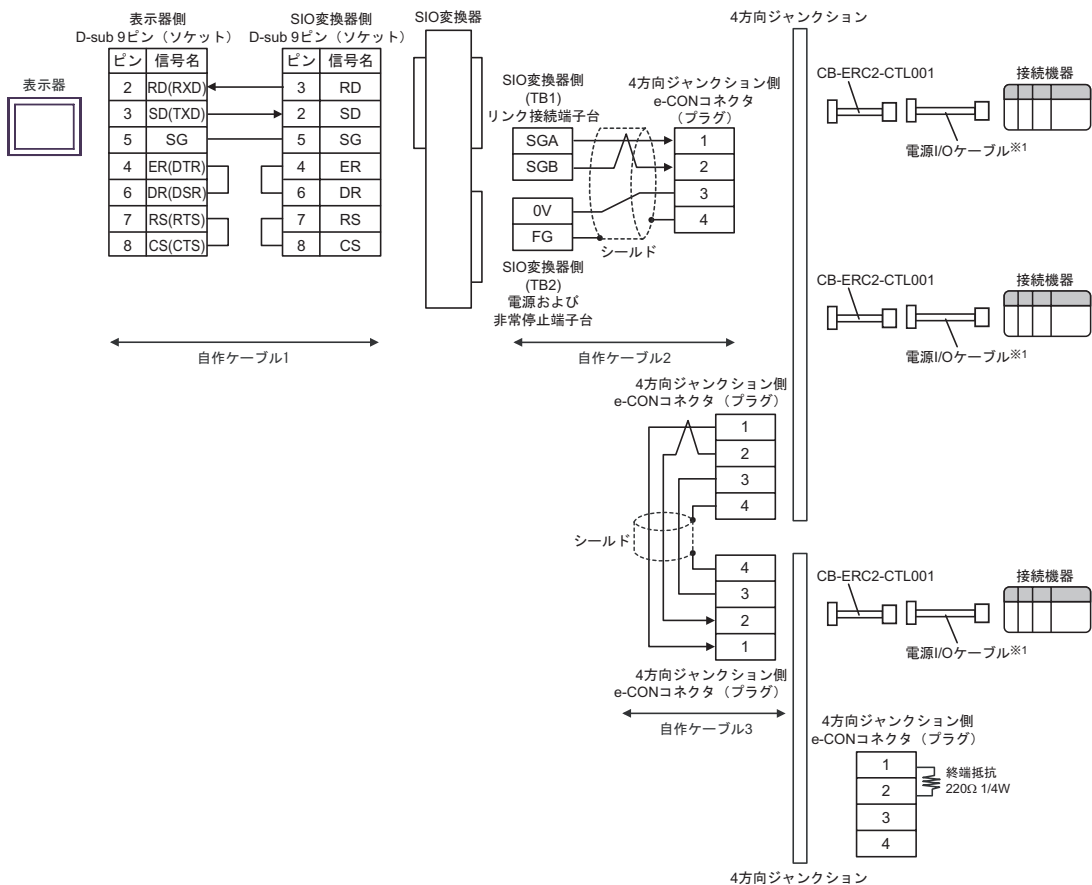 表示器側
D-sub 9ピン（ソケット）
SIO変換器側
D-sub 9ピン（ソケット）
SIO変換器
4方向ジャンクション
表示器
ピン 信号名
2 RD(RXD)
3 SD(TXD)
5 SG
4 ER(DTR)
6 DR(DSR)
7 RS(RTS)
8 CS(CTS)
ピン 信号名
3 RD
2 SD
5 SG
4 ER
6 DR
7 RS
8 CS
自作ケーブル1
SIO変換器側
(TB1)
リンク接続端子台
SGA
SGB
0V
FG
SIO変換器側
(TB2)
電源および
非常停止端子台
シールド
4方向ジャンクション側
e-CONコネクタ
（プラグ）
1
2
3
4
自作ケーブル2
CB-ERC2-CTL001
接続機器
電源I/Oケーブル※1
CB-ERC2-CTL001
接続機器
電源I/Oケーブル※1
4方向ジャンクション側
e-CONコネクタ（プラグ）
1
2
3
4
シールド
4
3
2
1
4方向ジャンクション側
e-CONコネクタ（プラグ）
自作ケーブル3
CB-ERC2-CTL001
接続機器
電源I/Oケーブル※1
4方向ジャンクション側
e-CONコネクタ（プラグ）
1
2
3
4
終端抵抗
220Ω 1/4W
4方向ジャンクション